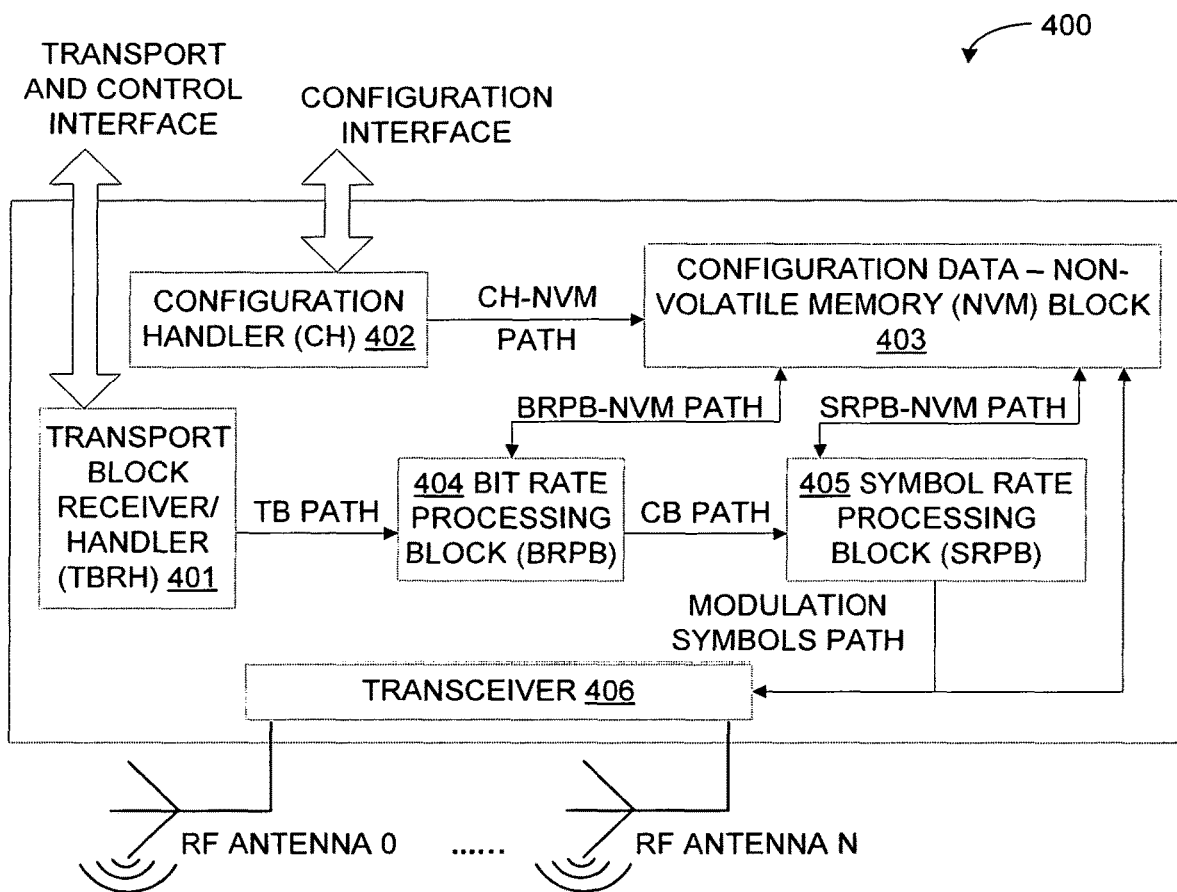 400
TRANSPORT
AND CONTROL
INTERFACE
CONFIGURATION
INTERFACE
CONFIGURATION
HANDLER (CH) 402
CH-NVM
PATH
CONFIGURATION DATA – NON-
VOLATILE MEMORY (NVM) BLOCK
403
BRPB-NVM PATH
SRPB-NVM PATH
TRANSPORT
BLOCK
RECEIVER/
HANDLER
(TBRH) 401
TB PATH
404 BIT RATE
PROCESSING
BLOCK (BRPB)
CB PATH
405 SYMBOL RATE
PROCESSING
BLOCK (SRPB)
MODULATION
SYMBOLS PATH
TRANSCEIVER 406
RF ANTENNA 0 ...... RF ANTENNA N